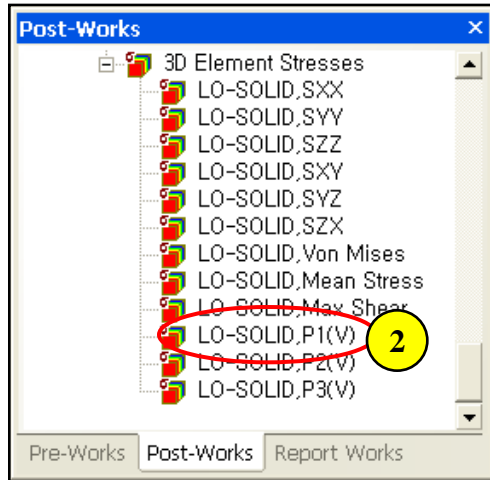 Post-Works
3D Element Stresses
LO-SOLID,SXX
LO-SOLID,SYY
LO-SOLID,SZZ
LO-SOLID,SXY
LO-SOLID,SYZ
LO-SOLID,SZX
LO-SOLID,Von Mises
LO-SOLID,Mean Stress
LO-SOLID,Max Shear
LO-SOLID,P1(V)
2
LO-SOLID,P2(V)
LO-SOLID,P3(V)
Pre-Works Post-Works Report Works